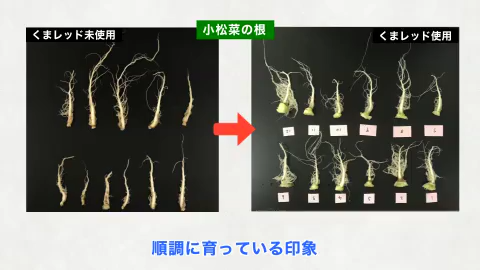 小松菜の根
くまレッド未使用
くまレッド使用
順調に育っている印象